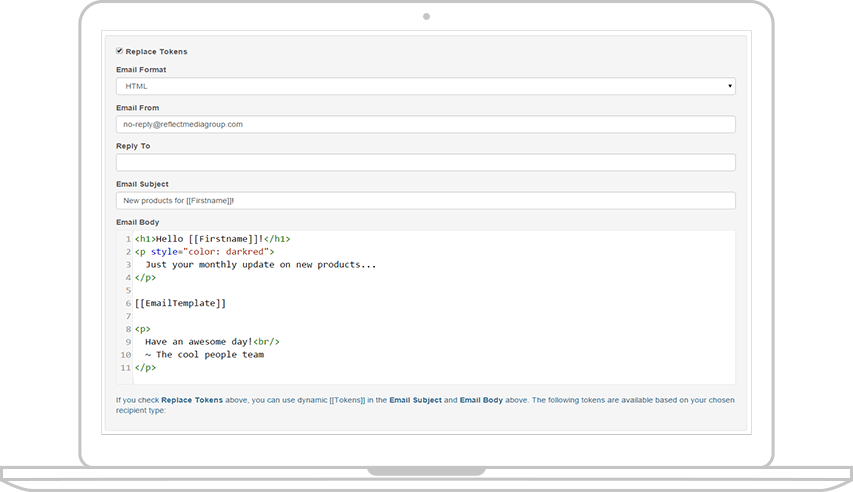 Replace Tokens
Email Format
HTML
Email From
no-reply@reflectmediagroup.com
Reply To
Email Subject
New products for [[Firstname]]!
Email Body
1 <h1>Hello [[Firstname]]!</h1>
2 <p style="color: darkred">
3 Just your monthly update on new products...
4 </p>
5
6 [[EmailTemplate]]
7
8 <p>
9 Have an awesome day!<br/>
10 ~ The cool people team
11 </p>
If you check Replace Tokens above, you can use dynamic [[Tokens]] in the Email Subject and Email Body above. The following tokens are available based on your chosen
recipient type: